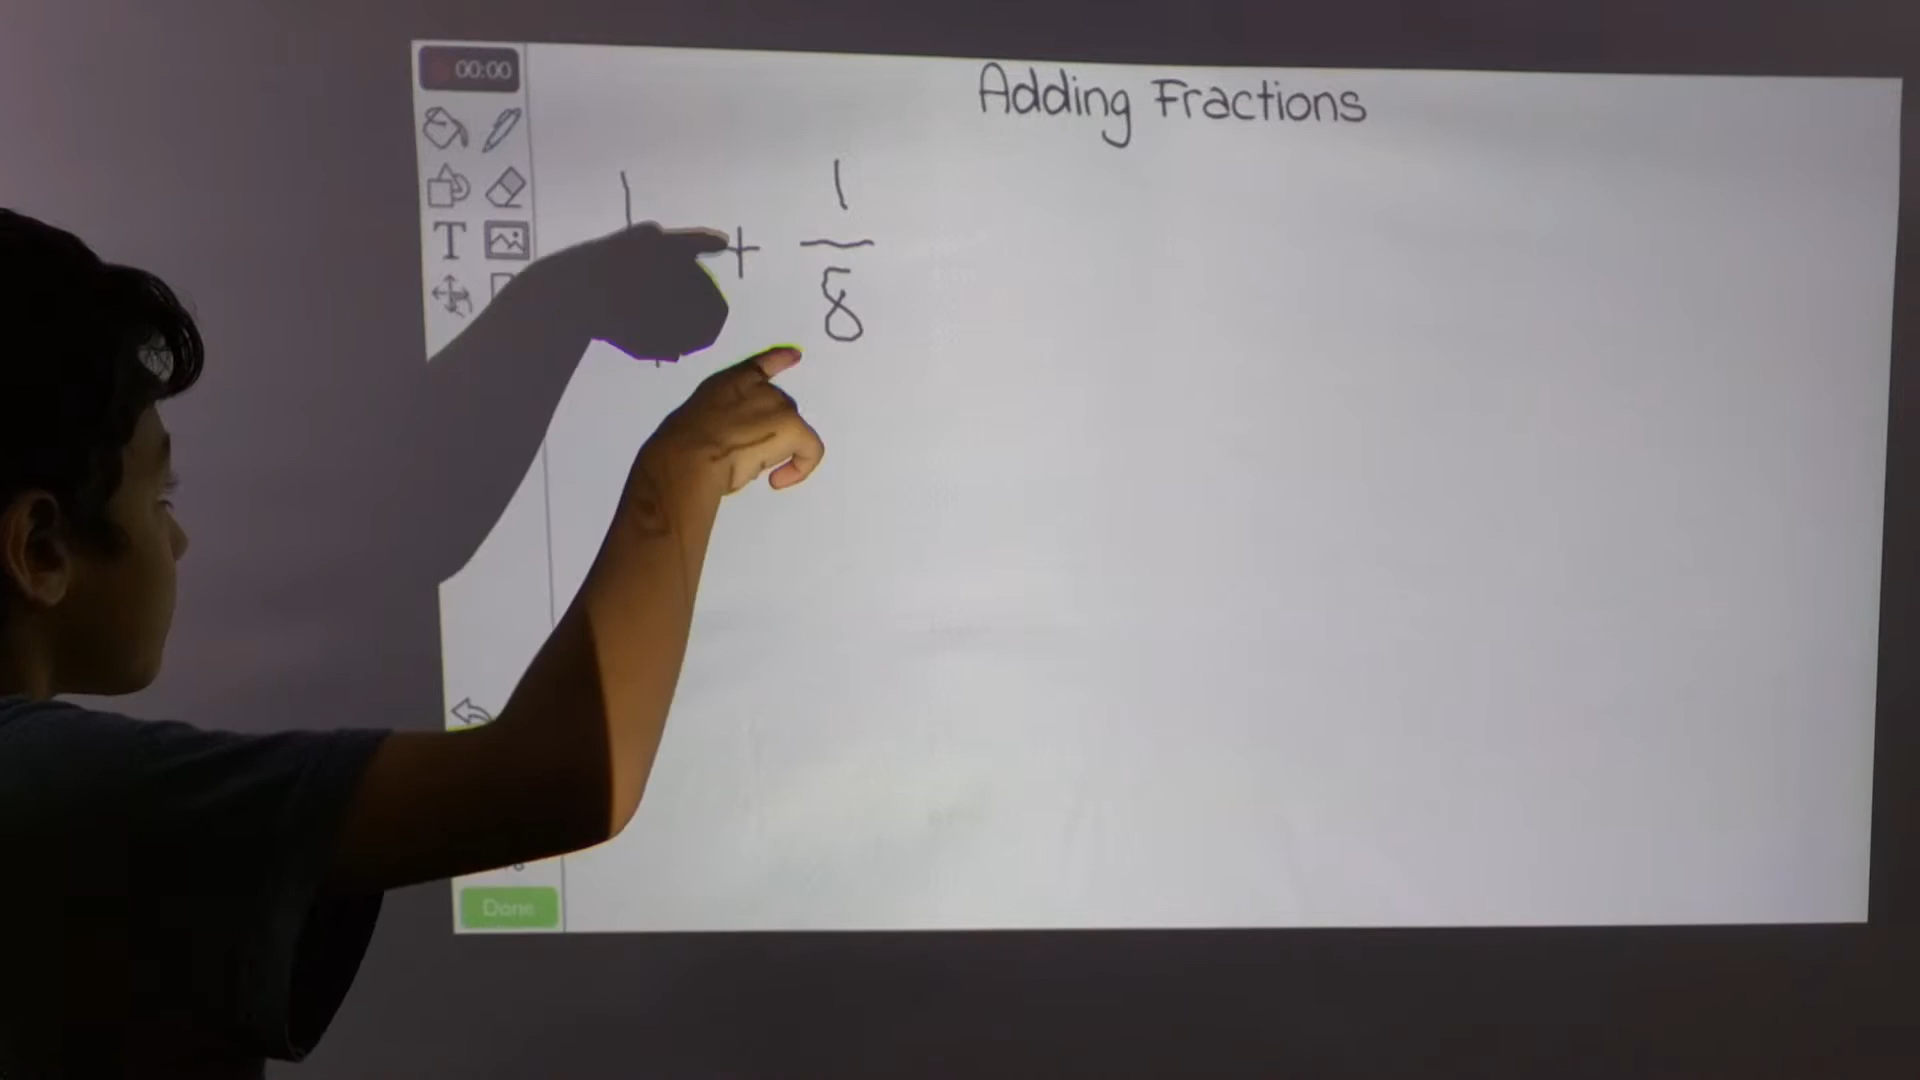 00:00
Adding Fractions
T
1 + 1
8
Done